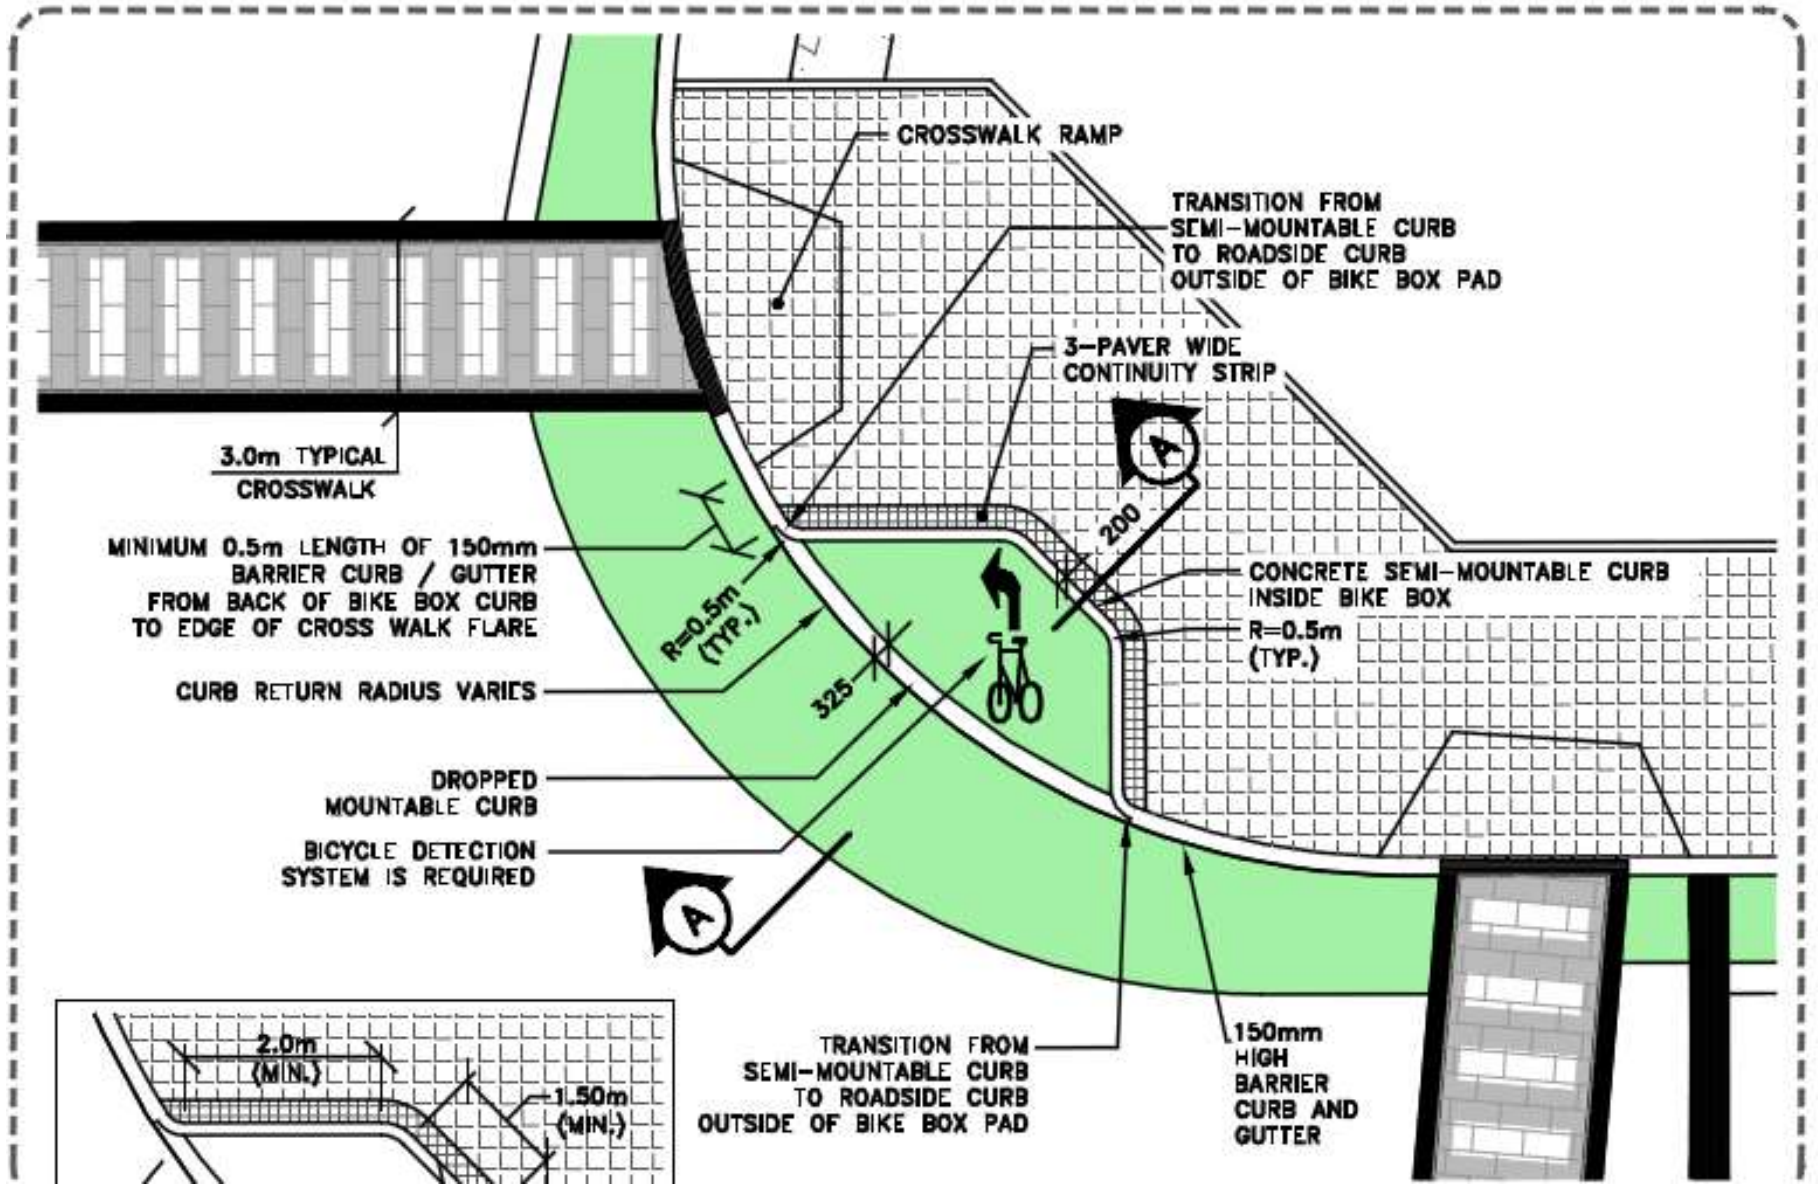 CROSSWALK RAMP
TRANSITION FROM
SEMI-MOUNTABLE CURB
TO ROADSIDE CURB
OUTSIDE OF BIKE BOX PAD
3-PAVER WIDE
CONTINUITY STRIP
A
200
3.0m TYPICAL
CROSSWALK
MINIMUM 0.5m LENGTH OF 150mm
BARRIER CURB / GUTTER
FROM BACK OF BIKE BOX CURB
TO EDGE OF CROSS WALK FLARE
R=0.5m
(TYP.)
CONCRETE SEMI-MOUNTABLE CURB
INSIDE BIKE BOX
R=0.5m
(TYP.)
CURB RETURN RADIUS VARIES
325
DROPPED
MOUNTABLE CURB
BICYCLE DETECTION
SYSTEM IS REQUIRED
A
TRANSITION FROM
SEMI-MOUNTABLE CURB
TO ROADSIDE CURB
OUTSIDE OF BIKE BOX PAD
150mm
HIGH
BARRIER
CURB AND
GUTTER
2.0m
(MIN.)
1.50m
(MIN.)